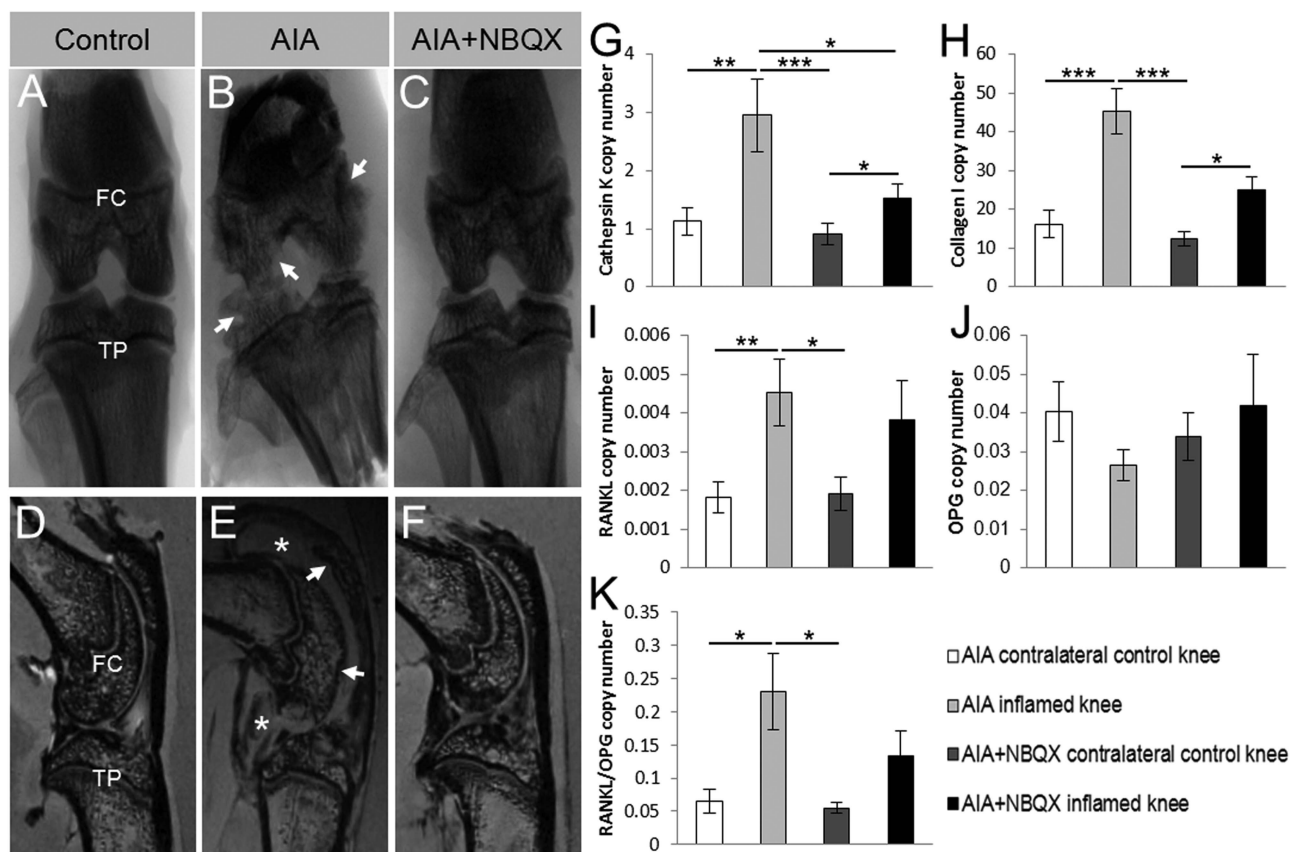 Control
AIA
AIA+NBQX
A
B
C
FC
TP
D
E
F
*
*
FC
TP
G
Cathepsin K copy number
4
3
2
1
0
**
***
*
*
H
Collagen I copy number
60
50
40
30
20
10
0
***
***
*
I
RANKL copy number
0.006
0.005
0.004
0.003
0.002
0.001
0
**
*
J
OPG copy number
0.06
0.05
0.04
0.03
0.02
0.01
0
K
RANKL/OPG copy number
0.35
0.3
0.25
0.2
0.15
0.1
0.05
0
*
*
AIA contralateral control knee
AIA inflamed knee
AIA+NBQX contralateral control knee
AIA+NBQX inflamed knee